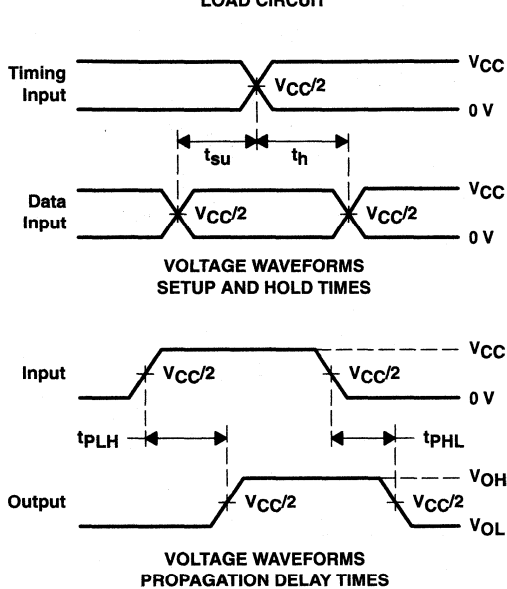 LOAD CIRCUIT
Timing
Input
VCC/2
VCC
0 V
tsu
th
Data
Input
VCC/2
VCC/2
VCC
0 V
VOLTAGE WAVEFORMS
SETUP AND HOLD TIMES
Input
VCC/2
VCC/2
VCC
0 V
tPLH
tPHL
Output
VCC/2
VCC/2
VOH
VOL
VOLTAGE WAVEFORMS
PROPAGATION DELAY TIMES